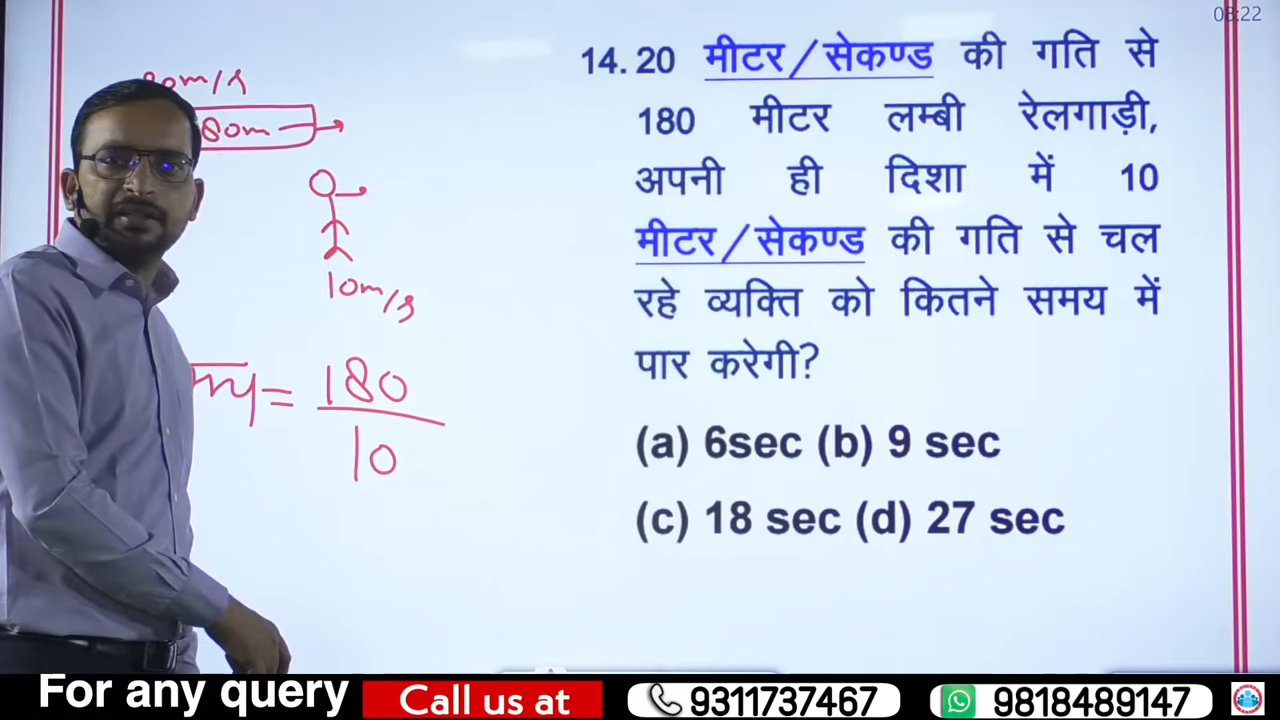 08:22
14. 20 मीटर/सेकण्ड की गति से
180 मीटर लम्बी रेलगाड़ी,
अपनी ही दिशा में 10
मीटर/सेकण्ड की गति से चल
रहे व्यक्ति को कितने समय में
पार करेगी?
(a) 6sec (b) 9 sec
(c) 18 sec (d) 27 sec
m/s
80m
10m/s
= 180
10
For any query
Call us at
9311737467
9818489147